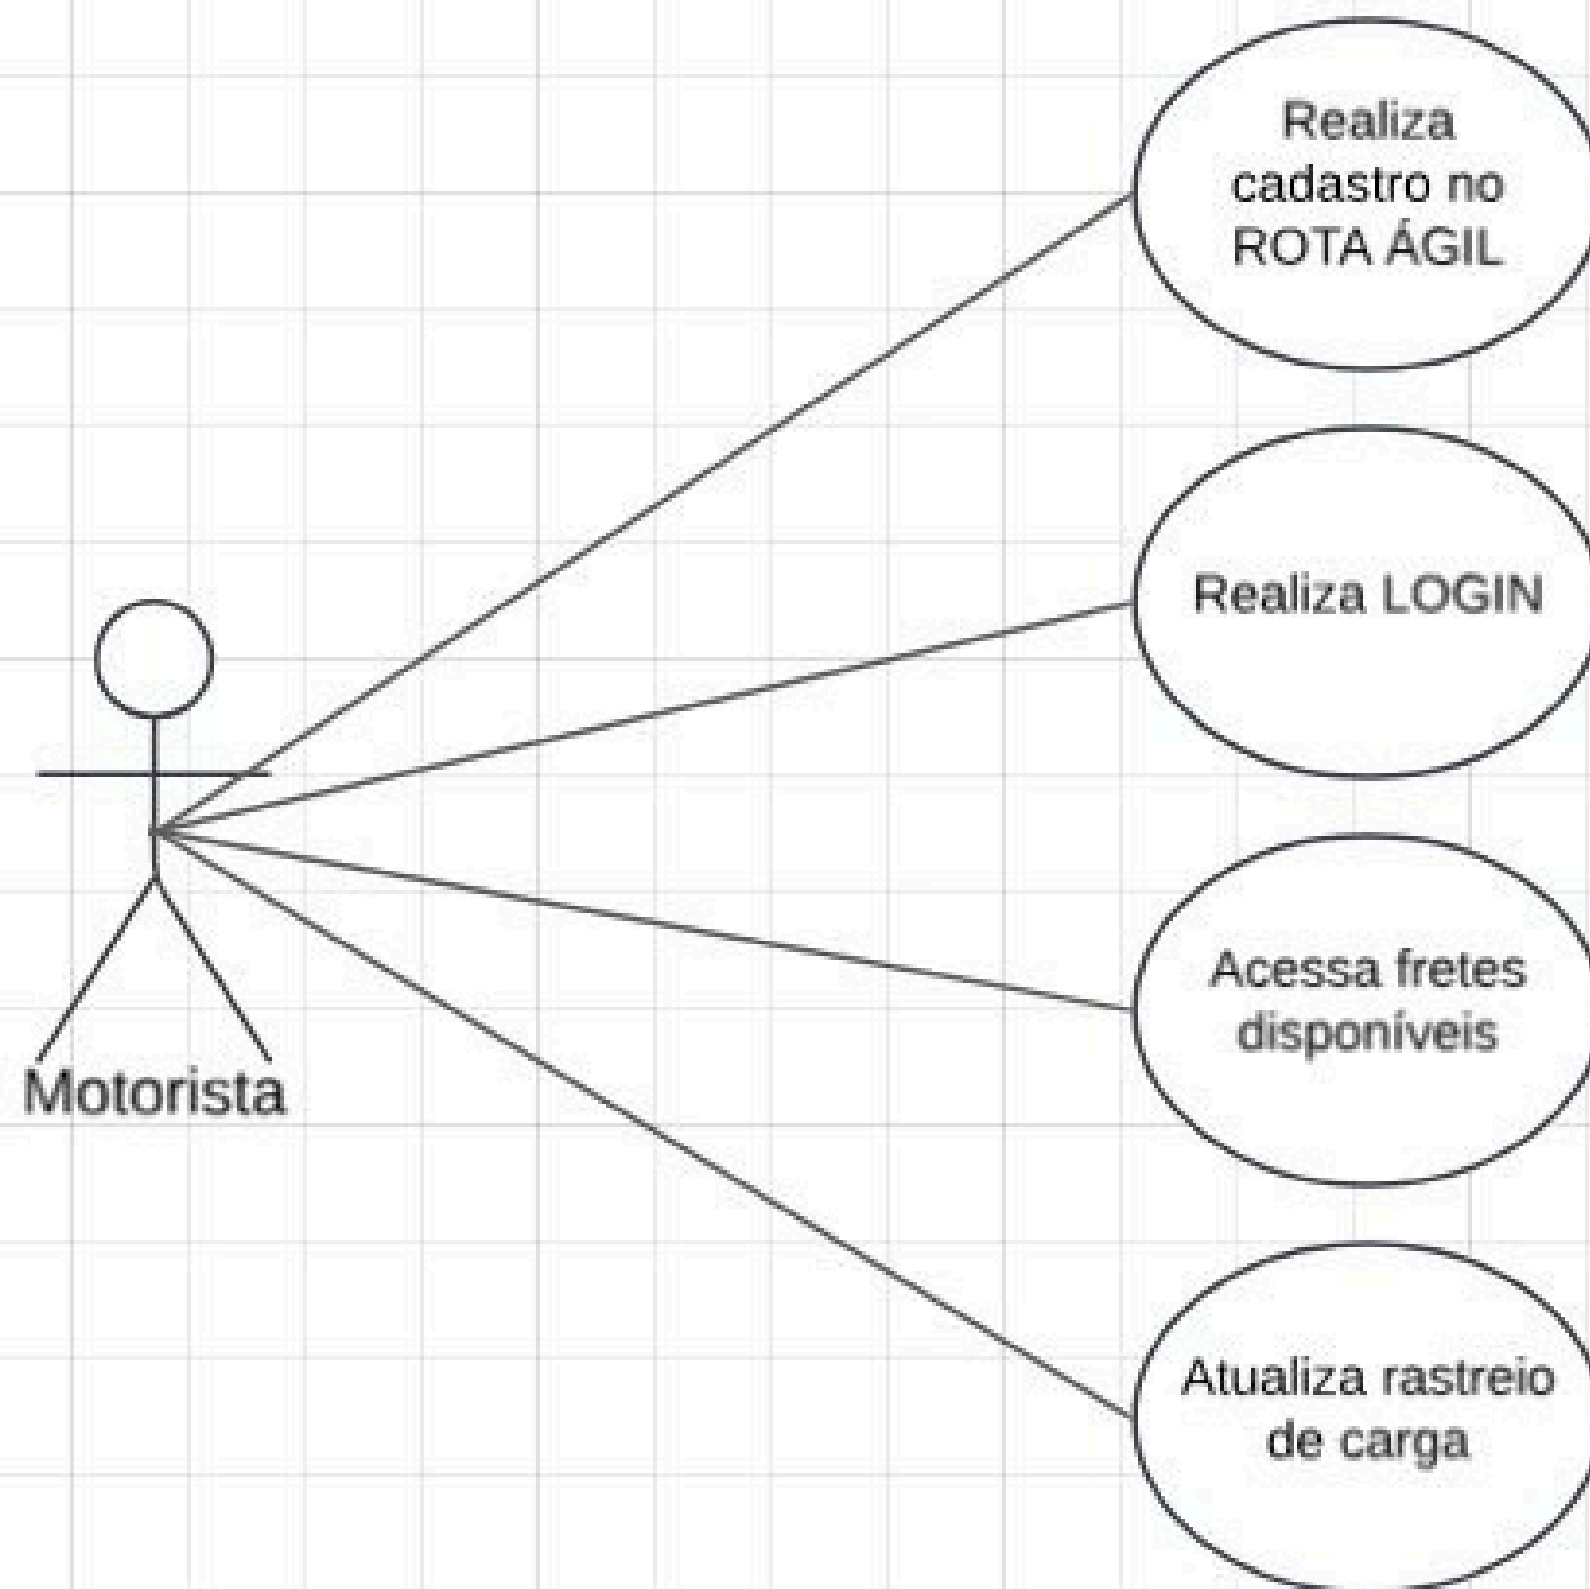 Realiza
cadastro no
ROTA ÁGIL
Realiza LOGIN
Acessa fretes
disponíveis
Motorista
Atualiza rastreio
de carga